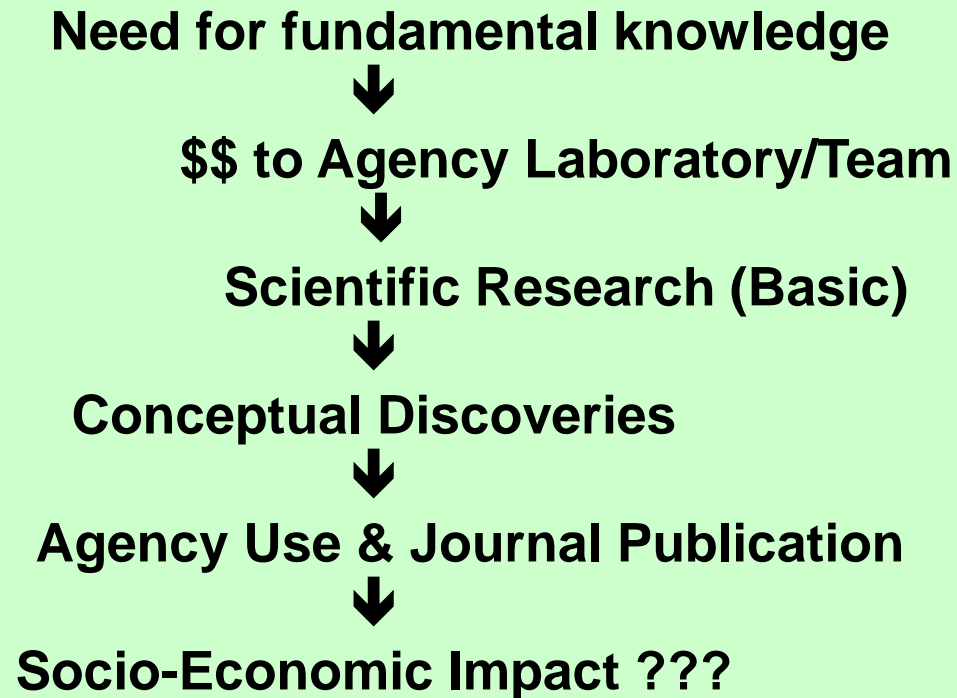 Need for fundamental knowledge
🡻
$$ to Agency Laboratory/Team
🡻
Scientific Research (Basic)
🡻
Conceptual Discoveries
🡻
Agency Use & Journal Publication
🡻
Socio-Economic Impact ???